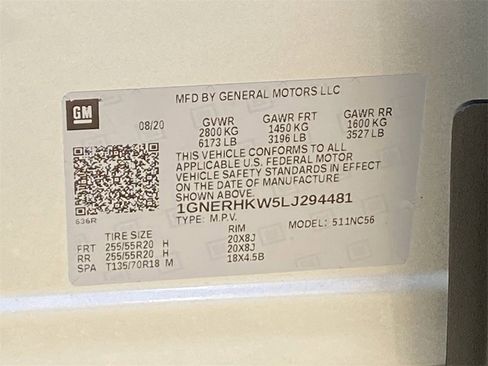 MFD BY GENERAL MOTORS LLC
GM
08/20 GVWR GAWR FRT GAWR RR
2800 KG 1450 KG 1600 KG
6173 LB 3196 LB 3527 LB
THIS VEHICLE CONFORMS TO ALL
APPLICABLE U.S. FEDERAL MOTOR
VEHICLE SAFETY STANDARDS IN EFFECT
ON THE DATE OF MANUFACTURE
SHOWN ABOVE.
1GNERHKW5LJ294481
636R TYPE: M.P.V. MODEL: 511NC56
TIRE SIZE RIM
FRT 255/55R20 H 20X8J
RR 255/55R20 H 20X8J
SPA T135/70R18 M 18X4.5B